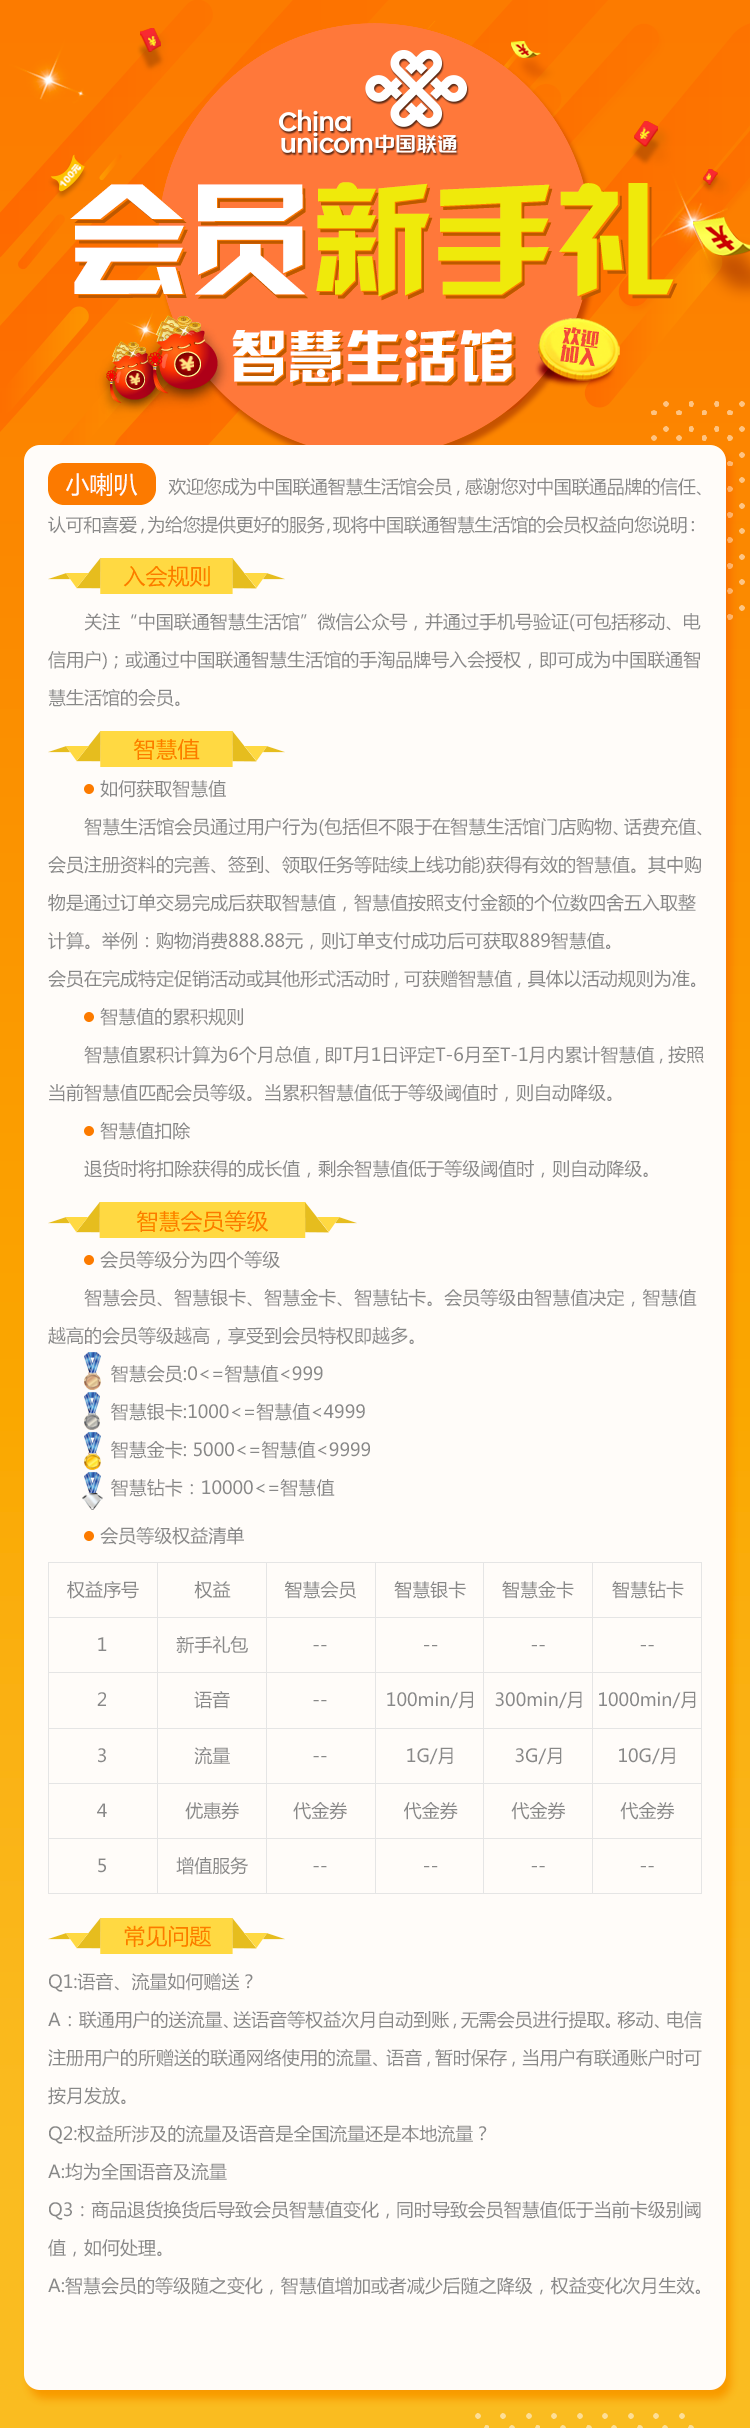 China
unicom中国联通
100元
会员新手礼
智慧生活馆
欢迎
加入
小喇叭 欢迎您成为中国联通智慧生活馆会员，感谢您对中国联通品牌的信任、
认可和喜爱，为给您提供更好的服务，现将中国联通智慧生活馆的会员权益向您说明：
入会规则
关注“中国联通智慧生活馆”微信公众号，并通过手机号验证(可包括移动、电
信用户)；或通过中国联通智慧生活馆的手淘品牌号入会授权，即可成为中国联通智
慧生活馆的会员。
智慧值
如何获取智慧值
智慧生活馆会员通过用户行为(包括但不限于在智慧生活馆门店购物、话费充值、
会员注册资料的完善、签到、领取任务等陆续上线功能)获得有效的智慧值。其中购
物是通过订单交易完成后获取智慧值，智慧值按照支付金额的个位数四舍五入取整
计算。举例：购物消费888.88元，则订单支付成功后可获取889智慧值。
会员在完成特定促销活动或其他形式活动时，可获赠智慧值，具体以活动规则为准。
智慧值的累积规则
智慧值累积计算为6个月总值，即T月1日评定T-6月至T-1月内累计智慧值，按照
当前智慧值匹配会员等级。当累积智慧值低于等级阈值时，则自动降级。
智慧值扣除
退货时将扣除获得的成长值，剩余智慧值低于等级阈值时，则自动降级。
智慧会员等级
会员等级分为四个等级
智慧会员、智慧银卡、智慧金卡、智慧钻卡。会员等级由智慧值决定，智慧值
越高的会员等级越高，享受到会员特权即越多。
智慧会员:0<=智慧值<999
智慧银卡:1000<=智慧值<4999
智慧金卡: 5000<=智慧值<9999
智慧钻卡：10000<=智慧值
会员等级权益清单
权益序号 权益 智慧会员 智慧银卡 智慧金卡 智慧钻卡
1 新手礼包 -- -- -- --
2 语音 -- 100min/月 300min/月 1000min/月
3 流量 -- 1G/月 3G/月 10G/月
4 优惠券 代金券 代金券 代金券 代金券
5 增值服务 -- -- -- --
常见问题
Q1:语音、流量如何赠送？
A：联通用户的送流量、送语音等权益次月自动到账，无需会员进行提取。移动、电信
注册用户的所赠送的联通网络使用的流量、语音，暂时保存，当用户有联通账户时可
按月发放。
Q2:权益所涉及的流量及语音是全国流量还是本地流量？
A:均为全国语音及流量
Q3：商品退货换货后导致会员智慧值变化，同时导致会员智慧值低于当前卡级别阈
值，如何处理。
A:智慧会员的等级随之变化，智慧值增加或者减少后随之降级，权益变化次月生效。